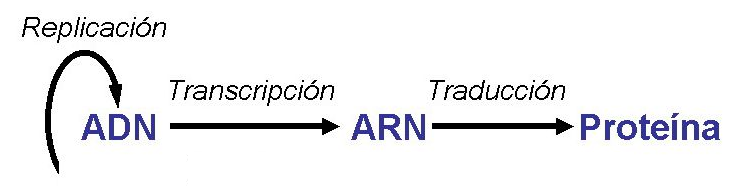 Replicación
Transcripción Traducción
ADN ARN Proteína